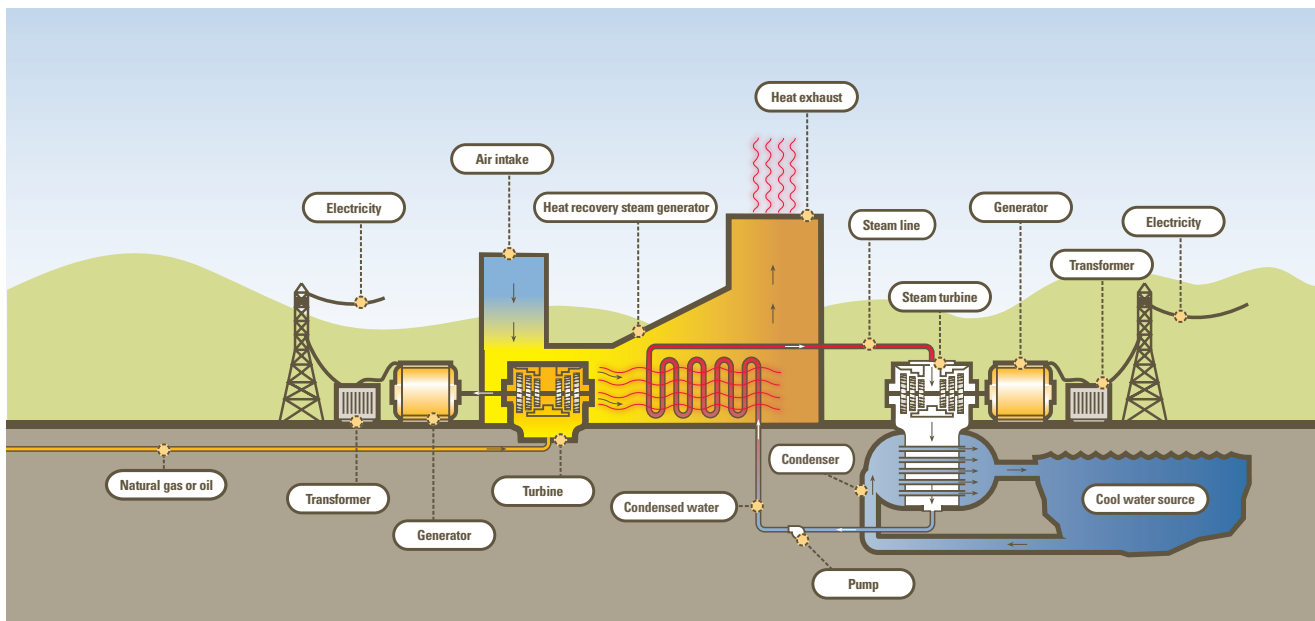 Heat exhaust
Air intake
Electricity
Heat recovery steam generator
Steam line
Generator
Electricity
Transformer
Steam turbine
Natural gas or oil
Transformer
Generator
Turbine
Condenser
Condensed water
Cool water source
Pump